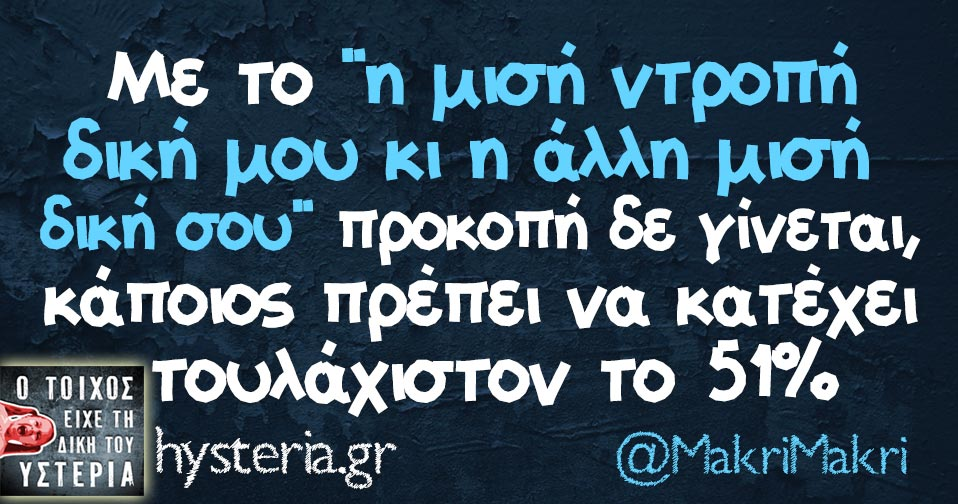 Με το "η μισή ντροπή
δική μου κι η άλλη μισή
δική σου" προκοπή δε γίνεται,
κάποιος πρέπει να κατέχει
τουλάχιστον το 51%
Ο ΤΟΙΧΟΣ
ΕΙΧΕ ΤΗ
ΔΙΚΗ ΤΟΥ
ΥΣΤΕΡΙΑ
hysteria.gr
@MakriMakri